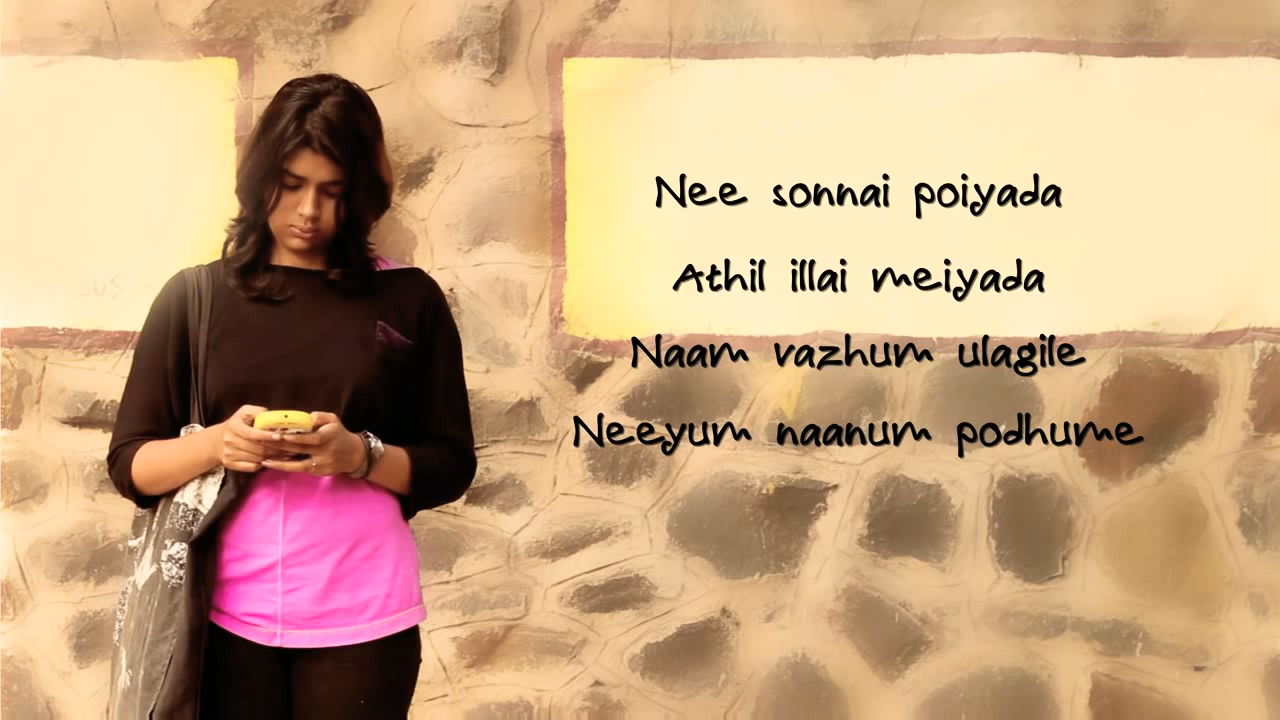 Nee sonnai poiyada
Athil illai meiyada
Naam vazhum ulagile
Neeyum naanum podhume